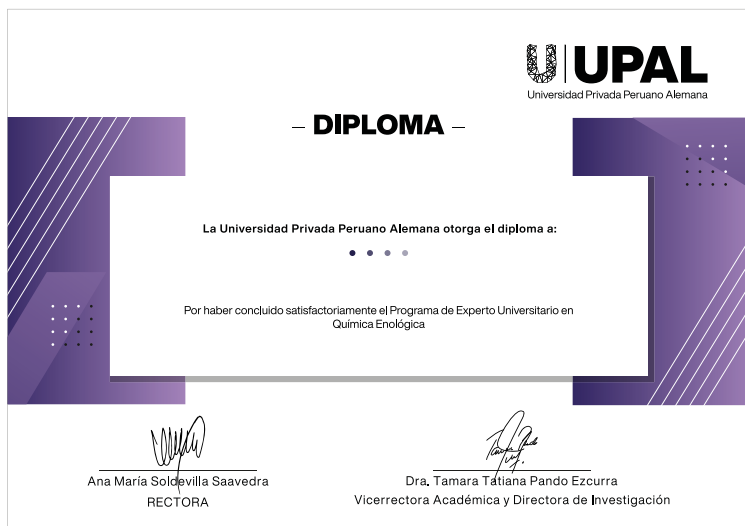 UPAL
Universidad Privada Peruano Alemana
– DIPLOMA –
La Universidad Privada Peruano Alemana otorga el diploma a:
Por haber concluido satisfactoriamente el Programa de Experto Universitario en
Química Enológica
Ana María Soldevilla Saavedra
RECTORA
Dra. Tamara Tatiana Pando Ezcurra
Vicerrectora Académica y Directora de Investigación